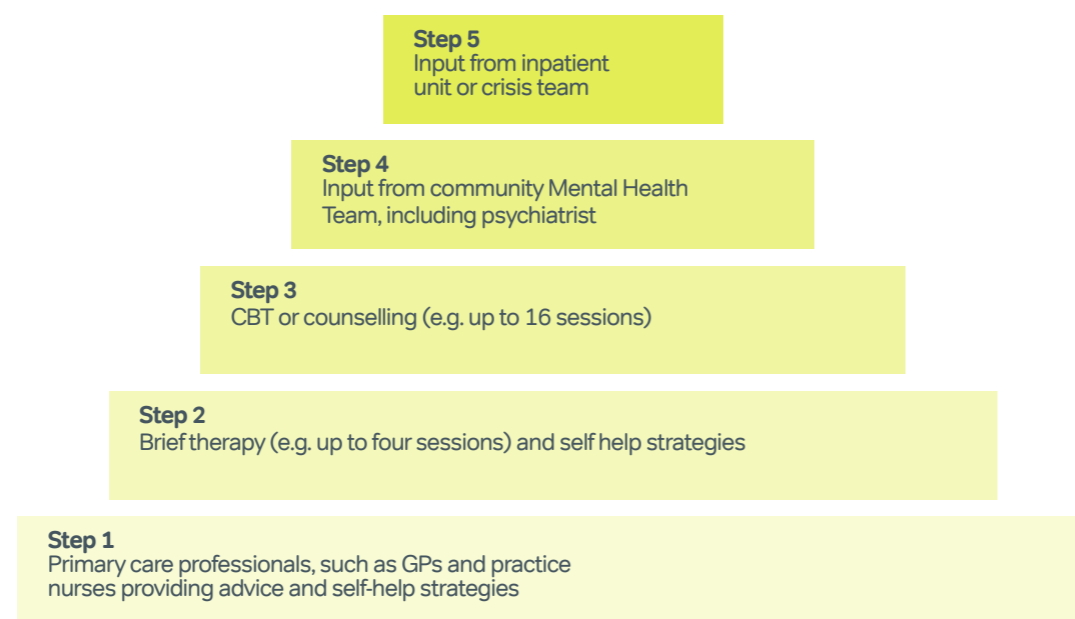 Step 5
Input from inpatient
unit or crisis team
Step 4
Input from community Mental Health
Team, including psychiatrist
Step 3
CBT or counselling (e.g. up to 16 sessions)
Step 2
Brief therapy (e.g. up to four sessions) and self help strategies
Step 1
Primary care professionals, such as GPs and practice
nurses providing advice and self-help strategies